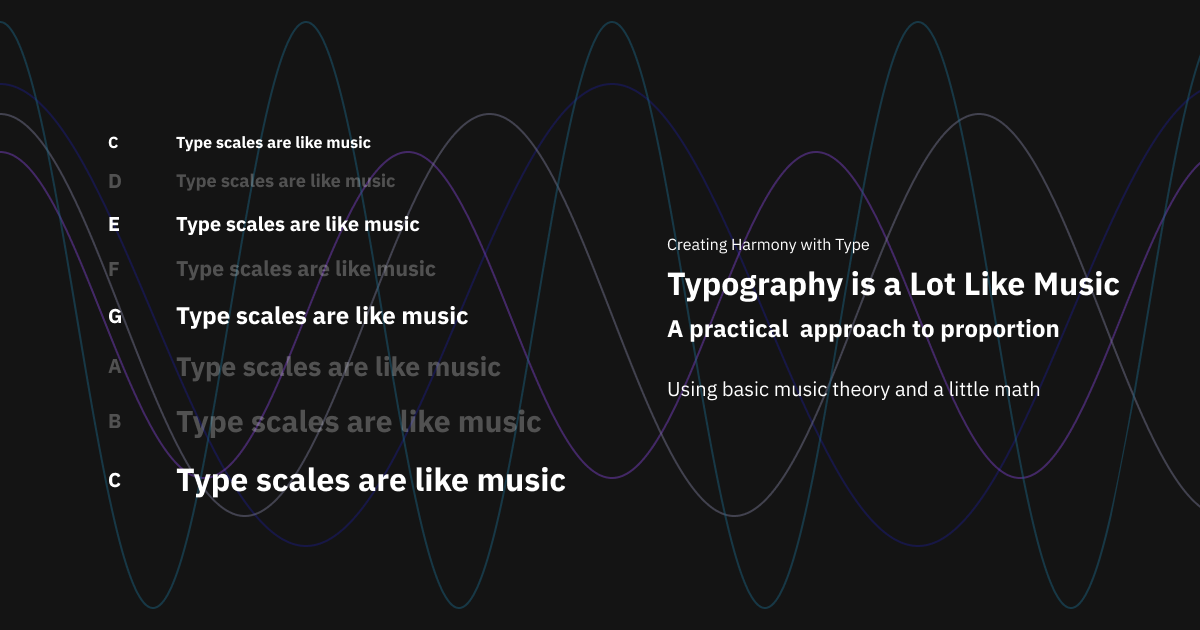 C Type scales are like music
D Type scales are like music
E Type scales are like music
F Type scales are like music
G Type scales are like music
A Type scales are like music
B Type scales are like music
C Type scales are like music
Creating Harmony with Type
Typography is a Lot Like Music
A practical  approach to proportion
Using basic music theory and a little math